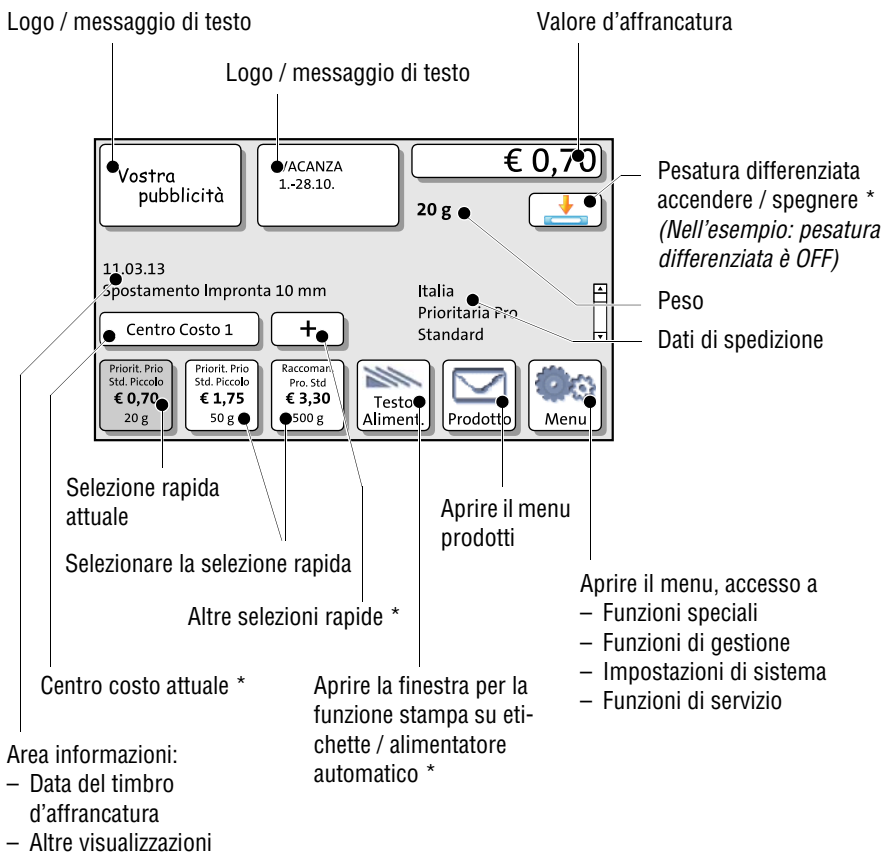 Logo / messaggio di testo
Valore d'affrancatura
Logo / messaggio di testo
Vostra
pubblicità
VACANZA
1.-28.10.
€ 0,70
20 g
Pesatura differenziata
accendere / spegnere *
(Nell'esempio: pesatura
differenziata è OFF)
11.03.13
Spostamento Impronta 10 mm
Italia
Prioritaria Pro
Standard
Peso
Dati di spedizione
Centro Costo 1
+
Priorit. Prio
Std. Piccolo
€ 0,70
20 g
Priorit. Prio
Std. Piccolo
€ 1,75
50 g
Raccoman.
Pro. Std
€ 3,30
500 g
Testo
Aliment.
Prodotto
Menu
Selezione rapida
attuale
Selezionare la selezione rapida
Aprire il menu
prodotti
Altre selezioni rapide *
Aprire il menu, accesso a
– Funzioni speciali
– Funzioni di gestione
– Impostazioni di sistema
– Funzioni di servizio
Centro costo attuale *
Aprire la finestra per la
funzione stampa su eti-
chette / alimentatore
automatico *
Area informazioni:
– Data del timbro
d'affrancatura
– Altre visualizzazioni